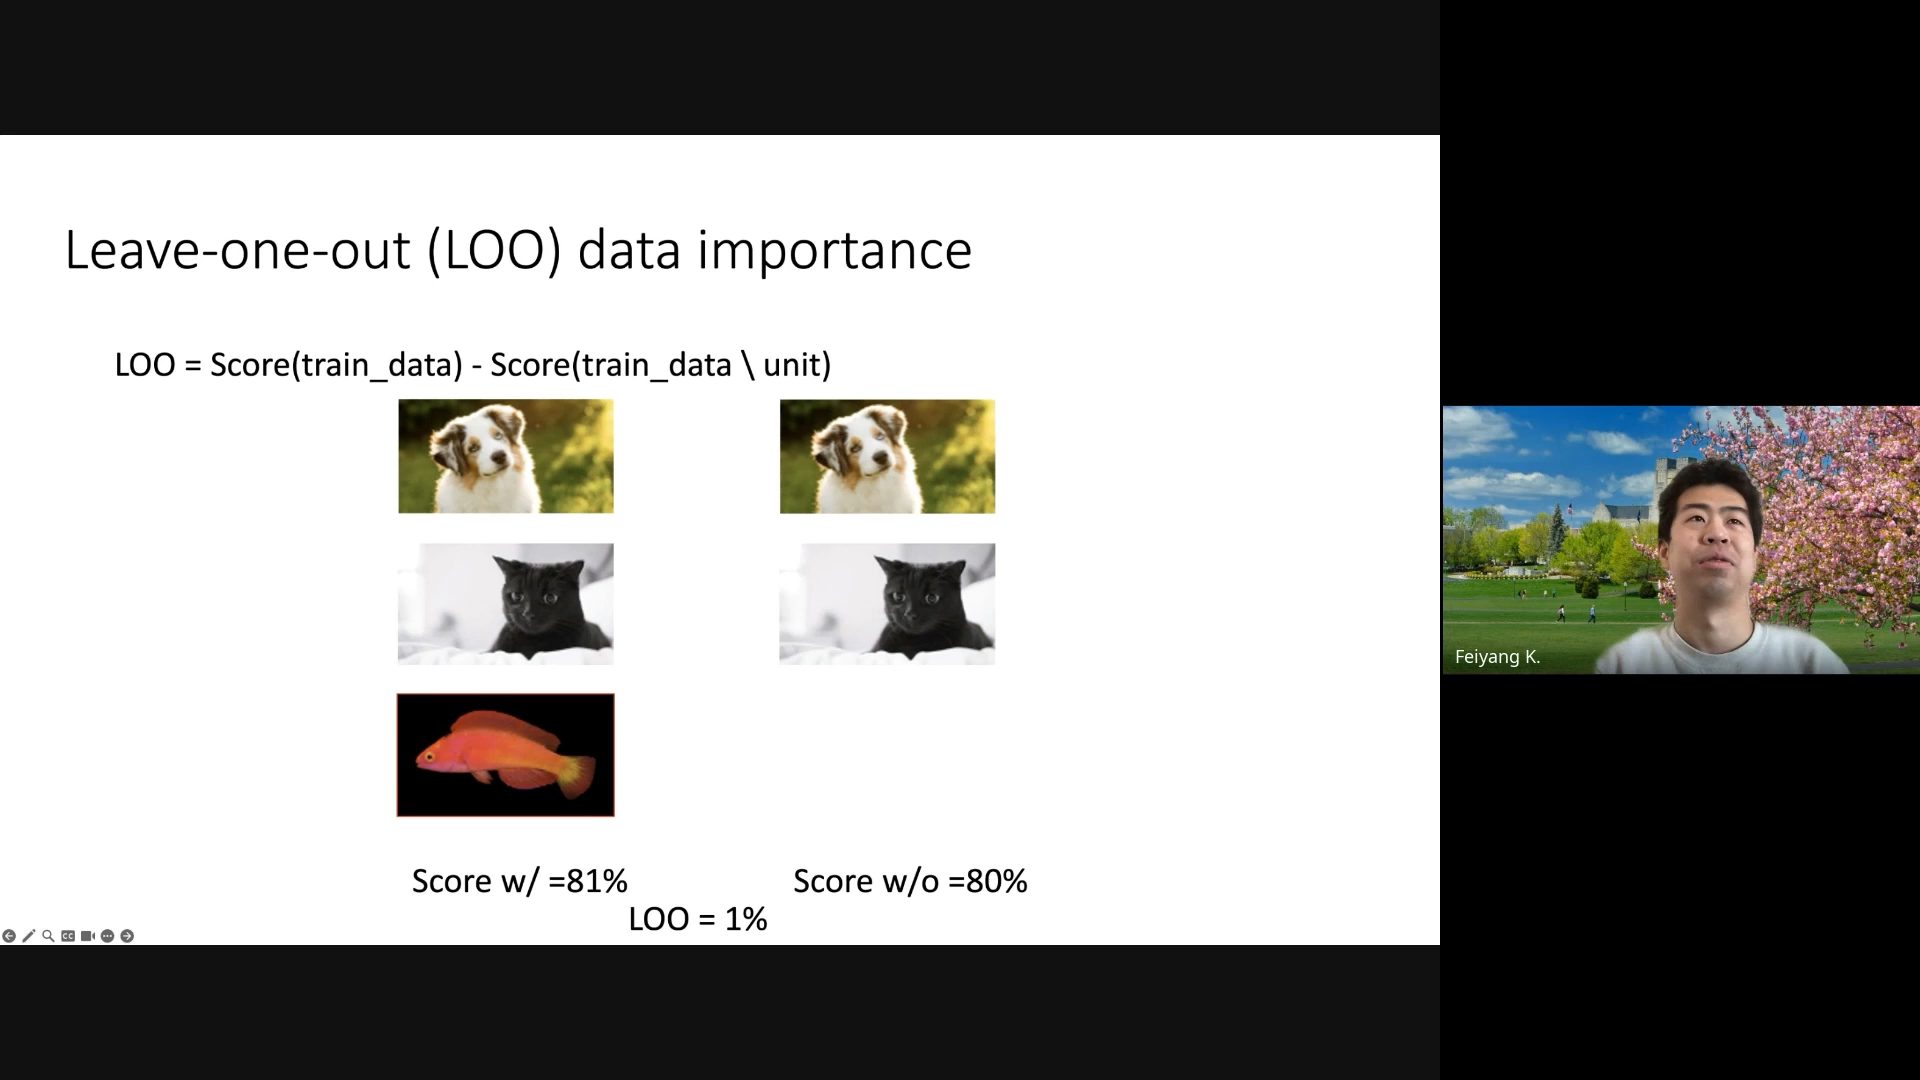 Leave-one-out (LOO) data importance
LOO = Score(train_data) - Score(train_data \ unit)
Score w/ =81%
Score w/o =80%
LOO = 1%
Feiyang K.